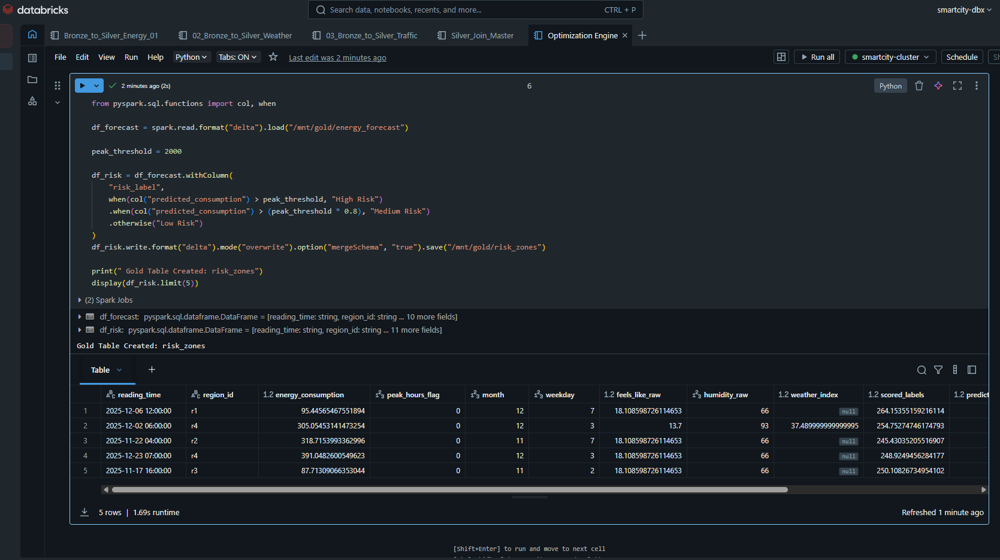 databricks
Search data, notebooks, recents, and more...
CTRL + P
smartcity-dbx
Bronze_to_Silver_Energy_01
02_Bronze_to_Silver_Weather
03_Bronze_to_Silver_Traffic
Silver_Join_Master
Optimization Engine
File Edit View Run Help Python Tabs: ON Last edit was 2 minutes ago
Run all smartcity-cluster Schedule
2 minutes ago (2s)
6
Python
from pyspark.sql.functions import col, when
df_forecast = spark.read.format("delta").load("/mnt/gold/energy_forecast")
peak_threshold = 2000
df_risk = df_forecast.withColumn(
"risk_label",
when(col("predicted_consumption") > peak_threshold, "High Risk")
.when(col("predicted_consumption") > (peak_threshold * 0.8), "Medium Risk")
.otherwise("Low Risk")
)
df_risk.write.format("delta").mode("overwrite").option("mergeSchema", "true").save("/mnt/gold/risk_zones")
print(" Gold Table Created: risk_zones")
display(df_risk.limit(5))
(2) Spark Jobs
df_forecast: pyspark.sql.dataframe.DataFrame = [reading_time: string, region_id: string ... 10 more fields]
df_risk: pyspark.sql.dataframe.DataFrame = [reading_time: string, region_id: string ... 11 more fields]
Gold Table Created: risk_zones
Table
reading_time region_id 1.2 energy_consumption peak_hours_flag month weekday 1.2 feels_like_raw humidity_raw 1.2 weather_index 1.2 scored_labels 1.2 predict
1 2025-12-06 12:00:00 r1 95.44565467551894 0 12 7 18.108598726114653 66 null 264.15355159216114
2 2025-12-02 06:00:00 r4 305.05453141473254 0 12 3 13.7 93 37.489999999999995 254.75274746174793
3 2025-11-22 04:00:00 r2 318.7153993362996 0 11 7 18.108598726114653 66 null 245.43035205516907
4 2025-12-23 07:00:00 r4 391.0482600549623 0 12 3 18.108598726114653 66 null 248.9249456284177
5 2025-11-17 16:00:00 r3 87.71309066353044 0 11 2 18.108598726114653 66 null 250.10826734954102
5 rows | 1.69s runtime
Refreshed 1 minute ago
[Shift+Enter] to run and move to next cell